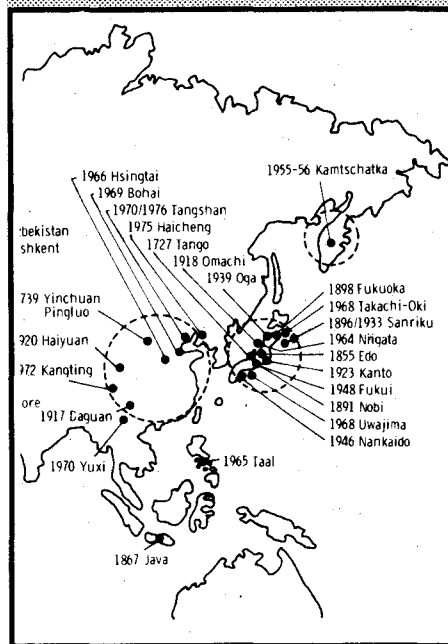 1955-56 Kamtschatka
1966 Hsingtai
1969 Bohai
1970/1976 Tangshan
1975 Haicheng
1727 Tango
1918 Omachi
1939 Oga
zbekistan
shkent
739 Yinchuan
Pingluo
920 Haiyuan
972 Kangting
ore
1917 Daguan
1970 Yuxi
1898 Fukuoka
1968 Takachi-Oki
1896/1933 Sanriku
1964 Niigata
1855 Edo
1923 Kanto
1948 Fukui
1891 Nobi
1968 Uwajima
1946 Nankaido
1965 Taal
1867 Java